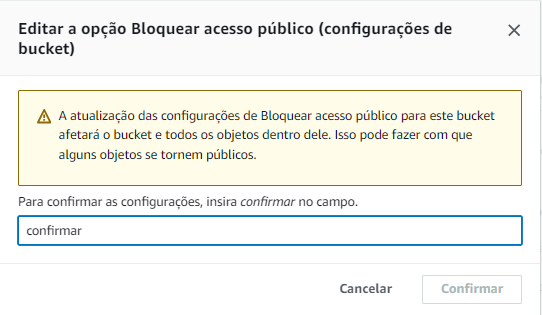 Editar a opção Bloquear acesso público (configurações de
bucket)
A atualização das configurações de Bloquear acesso público para este bucket
afetará o bucket e todos os objetos dentro dele. Isso pode fazer com que
alguns objetos se tornem públicos.
Para confirmar as configurações, insira confirmar no campo.
confirmar
Cancelar Confirmar